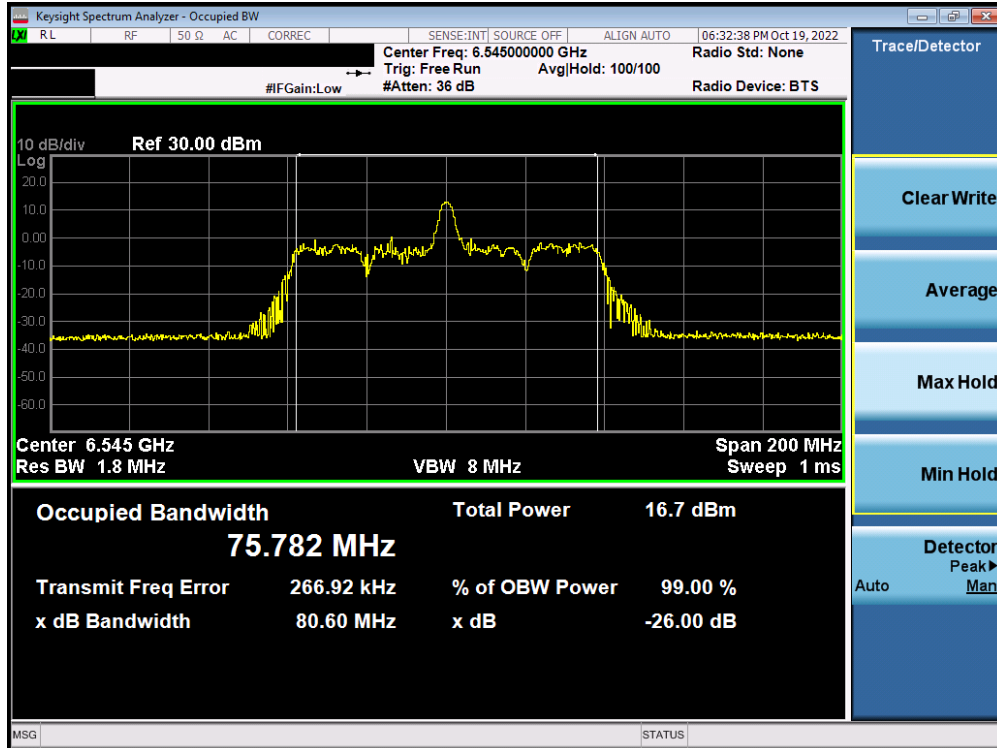 Keysight Spectrum Analyzer - Occupied BW
LXI RL RF 50 Ω AC CORREC SENSE:INT SOURCE OFF ALIGN AUTO 06:32:38 PM Oct 19, 2022
Center Freq: 6.545000000 GHz Radio Std: None
Trig: Free Run Avg|Hold: 100/100
#IFGain:Low #Atten: 36 dB Radio Device: BTS
10 dB/div Ref 30.00 dBm
Log
20.0
10.0
0.00
-10.0
-20.0
-30.0
-40.0
-50.0
-60.0
Center 6.545 GHz Span 200 MHz
Res BW 1.8 MHz VBW 8 MHz Sweep 1 ms
Occupied Bandwidth Total Power 16.7 dBm
75.782 MHz
Transmit Freq Error 266.92 kHz % of OBW Power 99.00 %
x dB Bandwidth 80.60 MHz x dB -26.00 dB
MSG STATUS
Trace/Detector
Clear Write
Average
Max Hold
Min Hold
Detector
Peak▶
Auto Man